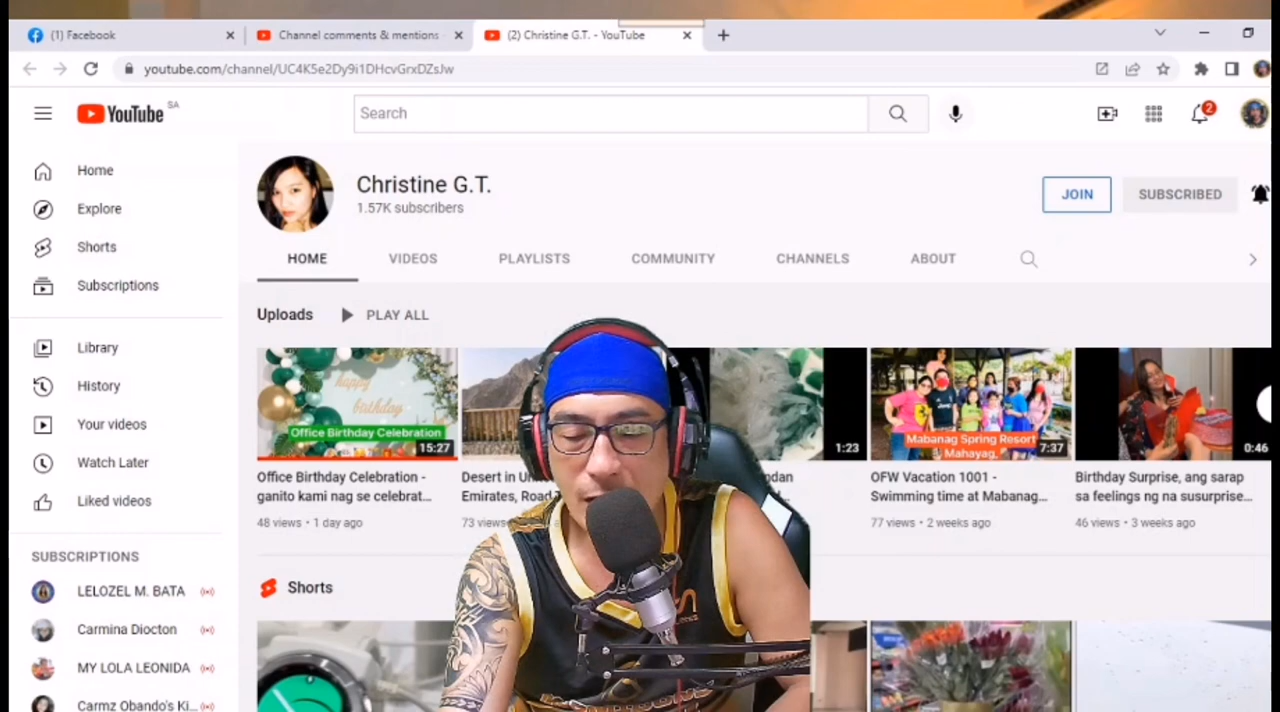 (1) Facebook
Channel comments & mentions
(2) Christine G.T. - YouTube
youtube.com/channel/UC4K5e2Dy9i1DHcvGrxDZsJw
YouTube SA
Search
2
Home
Explore
Shorts
Subscriptions
Library
History
Your videos
Watch Later
Liked videos
SUBSCRIPTIONS
LELOZEL M. BATA
Carmina Diocton
MY LOLA LEONIDA
Carmz Obando's Ki...
Christine G.T.
1.57K subscribers
JOIN
SUBSCRIBED
HOME
VIDEOS
PLAYLISTS
COMMUNITY
CHANNELS
ABOUT
Uploads
PLAY ALL
happy
birthday
Office Birthday Celebration
15:27
Office Birthday Celebration -
ganito kami nag se celebrat...
48 views • 1 day ago
Desert in
Emirates, Road
73 views
1:23
Mabanag Spring Resort
Mahayag,
7:37
OFW Vacation 1001 -
Swimming time at Mabanag...
77 views • 2 weeks ago
0:46
Birthday Surprise, ang sarap
sa feelings ng na susurprise...
46 views • 3 weeks ago
Shorts